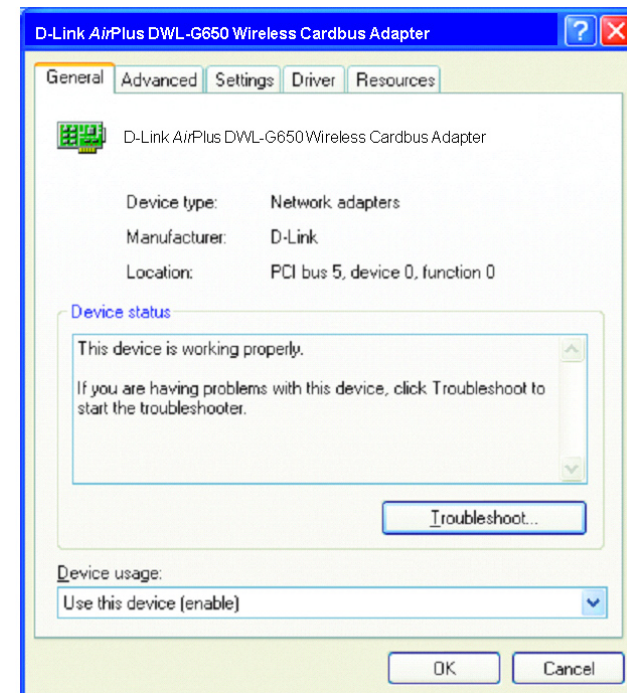 D-Link AirPlus DWL-G650 Wireless Cardbus Adapter
General Advanced Settings Driver Resources
D-Link AirPlus DWL-G650 Wireless Cardbus Adapter
Device type: Network adapters
Manufacturer: D-Link
Location: PCI bus 5, device 0, function 0
Device status
This device is working properly.
If you are having problems with this device, click Troubleshoot to
start the troubleshooter.
Troubleshoot...
Device usage:
Use this device (enable)
OK Cancel